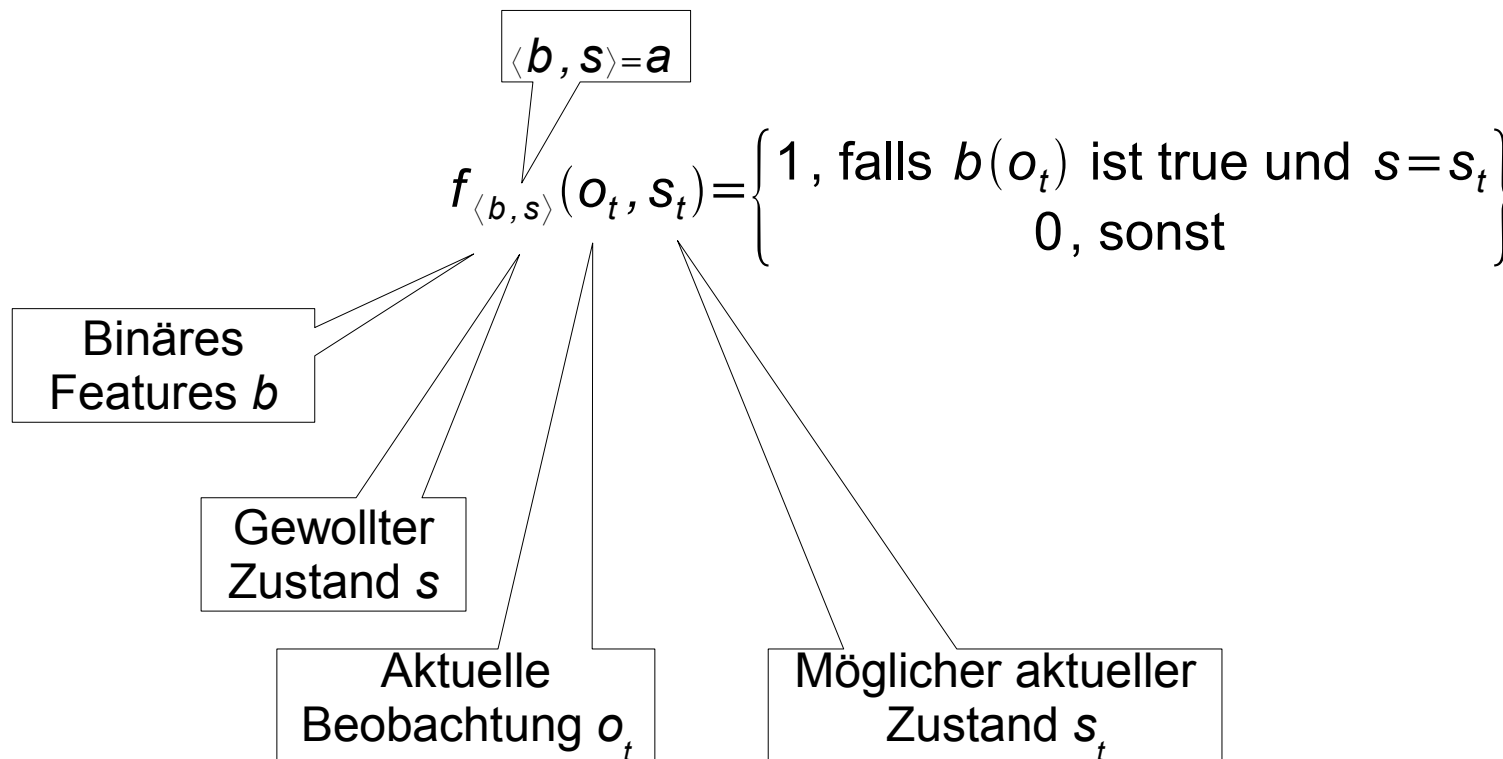 ⟨b, s⟩=a
f⟨b, s⟩(oₜ, sₜ)={1, falls b(oₜ) ist true und s=sₜ}
0, sonst
Binäres
Features b
Gewollter
Zustand s
Aktuelle
Beobachtung oₜ
Möglicher aktueller
Zustand sₜ